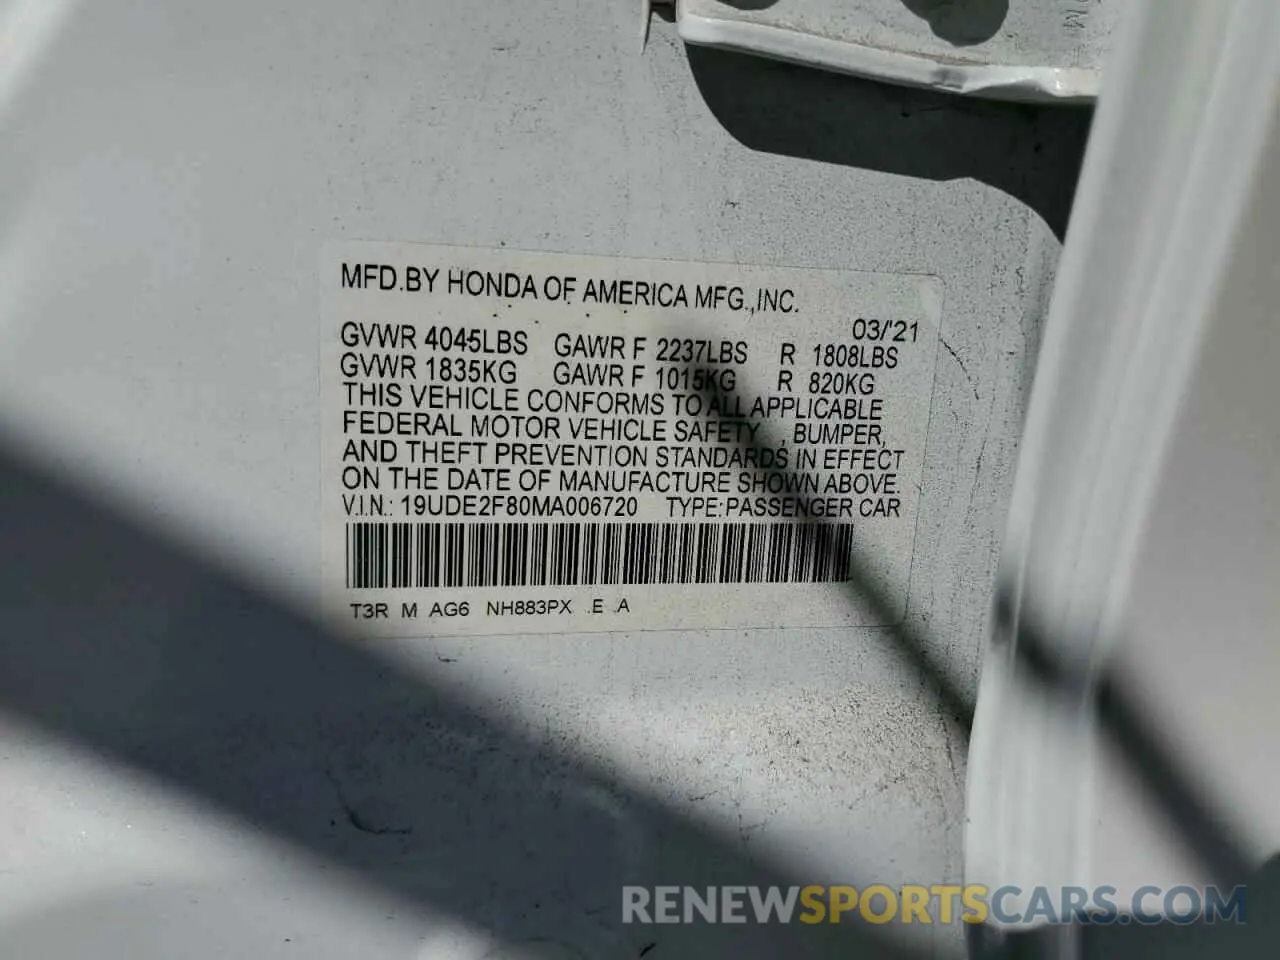 MFD.BY HONDA OF AMERICA MFG.,INC.
03/'21
GVWR 4045LBS GAWR F 2237LBS R 1808LBS
GVWR 1835KG GAWR F 1015KG R 820KG
THIS VEHICLE CONFORMS TO ALL APPLICABLE
FEDERAL MOTOR VEHICLE SAFETY , BUMPER,
AND THEFT PREVENTION STANDARDS IN EFFECT
ON THE DATE OF MANUFACTURE SHOWN ABOVE.
V.I.N.: 19UDE2F80MA006720 TYPE:PASSENGER CAR
T3R M AG6 NH883PX .E .A
RENEWSPORTSCARS.COM